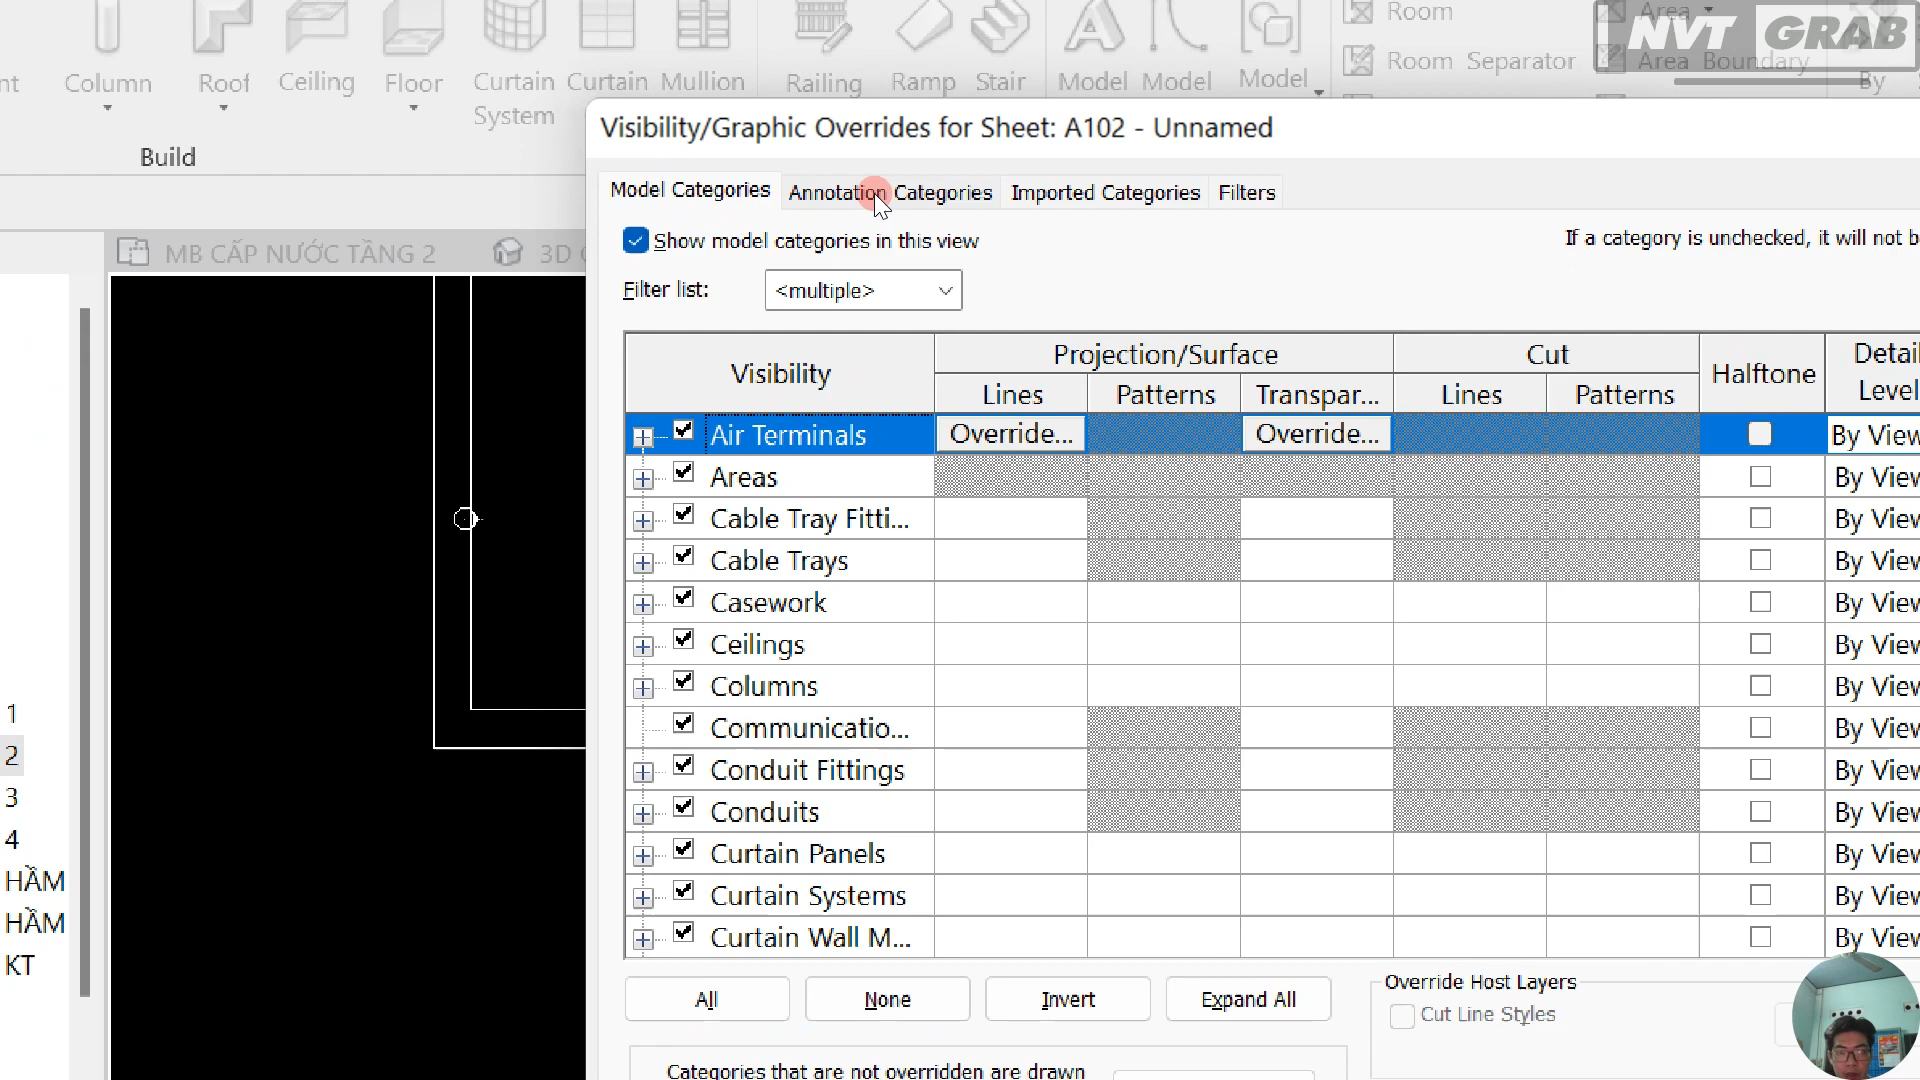 Column
Roof
Ceiling
Floor
Curtain System
Curtain
Mullion
Railing
Ramp
Stair
Model
Model
Model
Room
Room Separator
Area
Area Boundary
By
NVT GRAB
Build
Visibility/Graphic Overrides for Sheet: A102 - Unnamed
Model Categories
Annotation Categories
Imported Categories
Filters
Show model categories in this view
If a category is unchecked, it will not b
Filter list:
<multiple>
MB CẤP NƯỚC TẦNG 2
3D
Visibility
Projection/Surface
Cut
Halftone
Detail Level
Lines
Patterns
Transpar...
Lines
Patterns
Air Terminals Override... Override... By View
Areas By View
Cable Tray Fitti... By View
Cable Trays By View
Casework By View
Ceilings By View
Columns By View
Communicatio... By View
Conduit Fittings By View
Conduits By View
Curtain Panels By View
Curtain Systems By View
Curtain Wall M... By View
1
2
3
4
HẦM
HẦM
KT
All
None
Invert
Expand All
Override Host Layers
Cut Line Styles
Categories that are not overridden are drawn